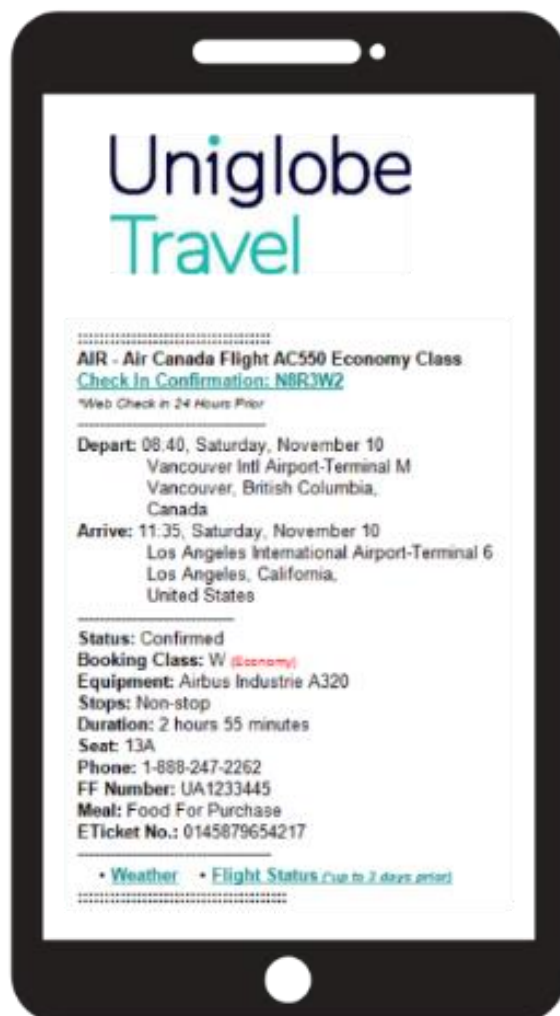 Uniglobe
Travel
AIR - Air Canada Flight AC550 Economy Class
Check In Confirmation: N8R3W2
*Web Check in 24 Hours Prior
Depart: 08:40, Saturday, November 10
Vancouver Intl Airport-Terminal M
Vancouver, British Columbia,
Canada
Arrive: 11:35, Saturday, November 10
Los Angeles International Airport-Terminal 6
Los Angeles, California,
United States
Status: Confirmed
Booking Class: W (Economy)
Equipment: Airbus Industrie A320
Stops: Non-stop
Duration: 2 hours 55 minutes
Seat: 13A
Phone: 1-888-247-2262
FF Number: UA1233445
Meal: Food For Purchase
ETicket No.: 0145879654217
• Weather • Flight Status (*up to 3 days prior)